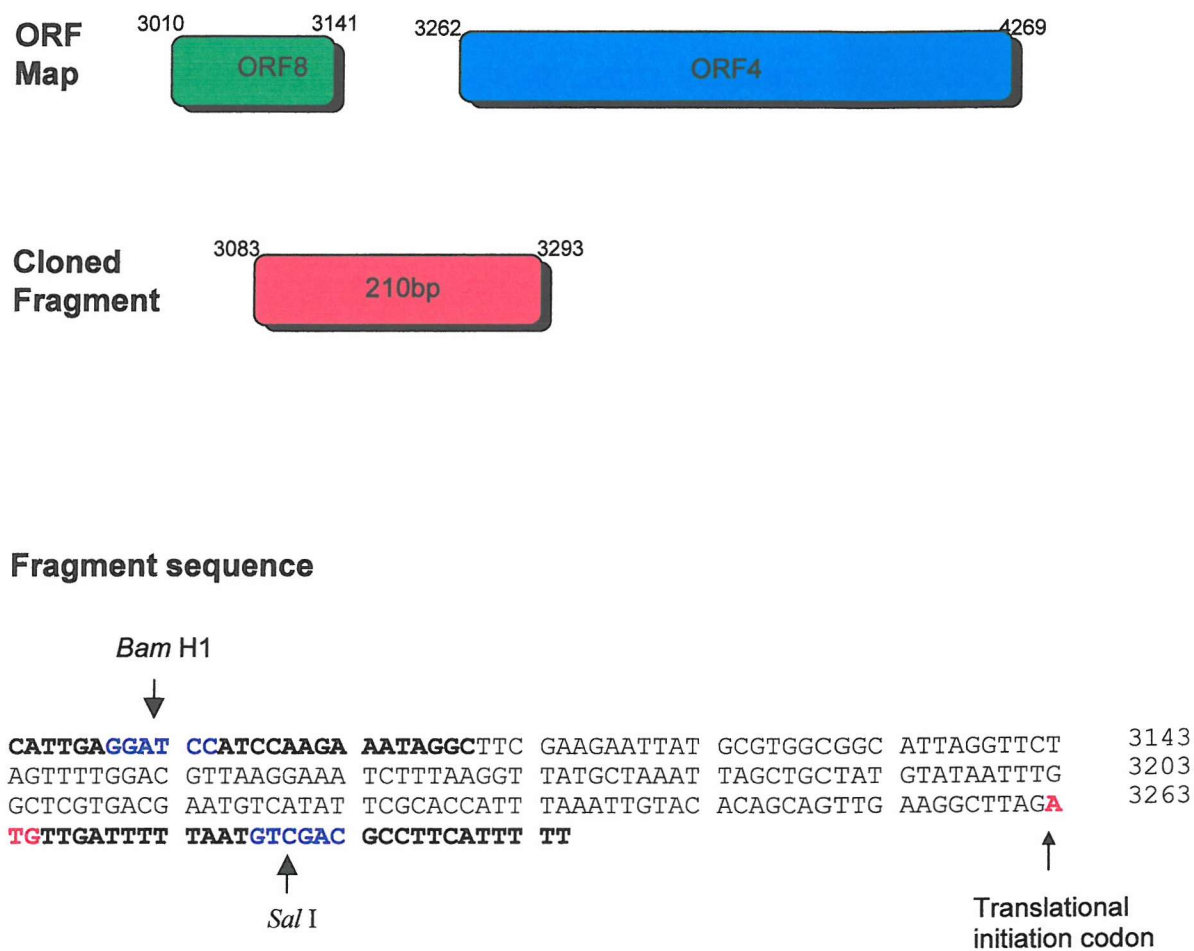 ORF Map
3010 3141 3262 4269
ORF8 ORF4
Cloned Fragment
3083 3293
210bp
Fragment sequence
Bam H1
CATTGAGGAT CCATCCAAGA AATAGGCTTC GAAGAATTAT GCGTGGCGGC ATTAGGTTCT 3143
AGTTTTGGAC GTTAAGGAAA TCTTTAAGGT TATGCTAAAT TAGCTGCTAT GTATAATTTG 3203
GCTCGTGACG AATGTCATAT TCGCACCATT TAAATTGTAC ACAGCAGTTG AAGGCTTAGA 3263
TGTTGATTTT TAATGTCGAC GCCTTCATTT TT
Sal I
Translational
initiation codon